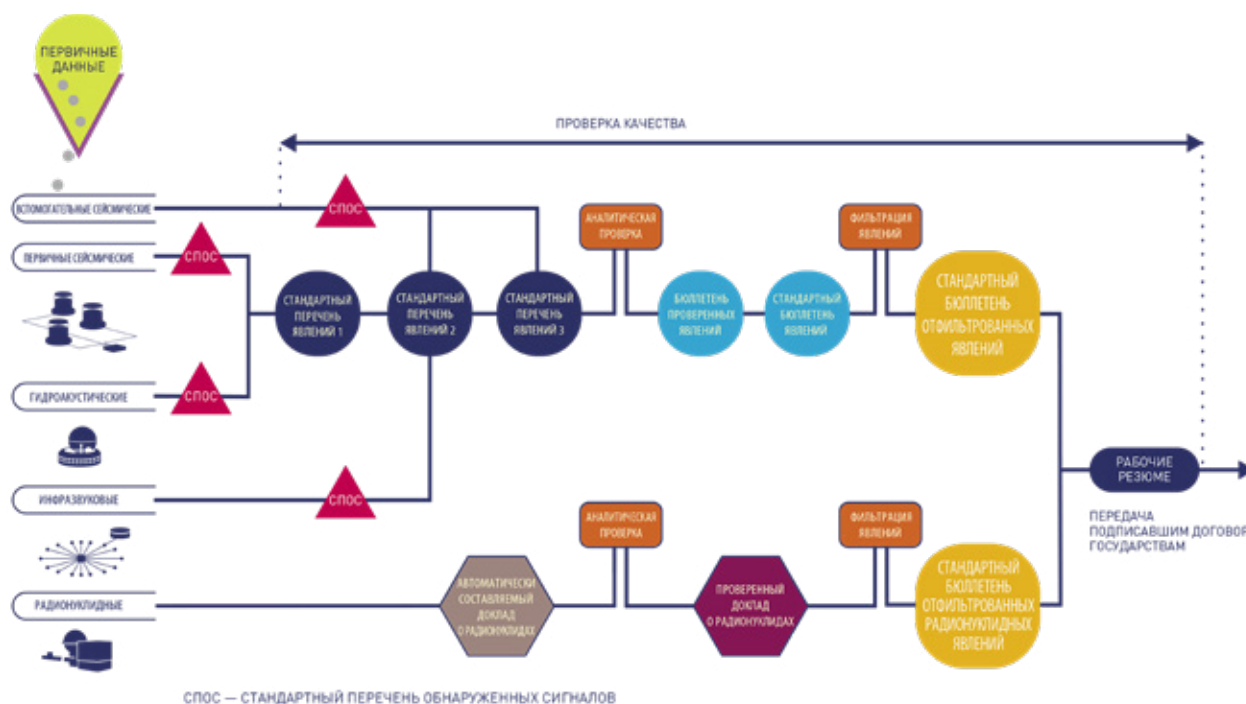 ПЕРВИЧНЫЕ
ДАННЫЕ
ПРОВЕРКА КАЧЕСТВА
ВСПОМОГАТЕЛЬНЫЕ СЕЙСМИЧЕСКИЕ
СПОС
АНАЛИТИЧЕСКАЯ
ПРОВЕРКА
ФИЛЬТРАЦИЯ
ЯВЛЕНИЙ
ПЕРВИЧНЫЕ СЕЙСМИЧЕСКИЕ
СПОС
СТАНДАРТНЫЙ
ПЕРЕЧЕНЬ
ЯВЛЕНИЙ 1
СТАНДАРТНЫЙ
ПЕРЕЧЕНЬ
ЯВЛЕНИЙ 2
СТАНДАРТНЫЙ
ПЕРЕЧЕНЬ
ЯВЛЕНИЙ 3
БЮЛЛЕТЕНЬ
ПРОВЕРЕННЫХ
ЯВЛЕНИЙ
СТАНДАРТНЫЙ
БЮЛЛЕТЕНЬ
ЯВЛЕНИЙ
СТАНДАРТНЫЙ
БЮЛЛЕТЕНЬ
ОТФИЛЬТРОВАННЫХ
ЯВЛЕНИЙ
ГИДРОАКУСТИЧЕСКИЕ
СПОС
ИНФРАЗВУКОВЫЕ
СПОС
РАБОЧИЕ
РЕЗЮМЕ
ПЕРЕДАЧА
ПОДПИСАВШИМ ДОГОВОР
ГОСУДАРСТВАМ
АНАЛИТИЧЕСКАЯ
ПРОВЕРКА
ФИЛЬТРАЦИЯ
ЯВЛЕНИЙ
РАДИОНУКЛИДНЫЕ
АВТОМАТИЧЕСКИ
СОСТАВЛЯЕМЫЙ
ДОКЛАД
О РАДИОНУКЛИДАХ
ПРОВЕРЕННЫЙ
ДОКЛАД
О РАДИОНУКЛИДАХ
СТАНДАРТНЫЙ
БЮЛЛЕТЕНЬ
ОТФИЛЬТРОВАННЫХ
РАДИОНУКЛИДНЫХ
ЯВЛЕНИЙ
СПОС — СТАНДАРТНЫЙ ПЕРЕЧЕНЬ ОБНАРУЖЕННЫХ СИГНАЛОВ